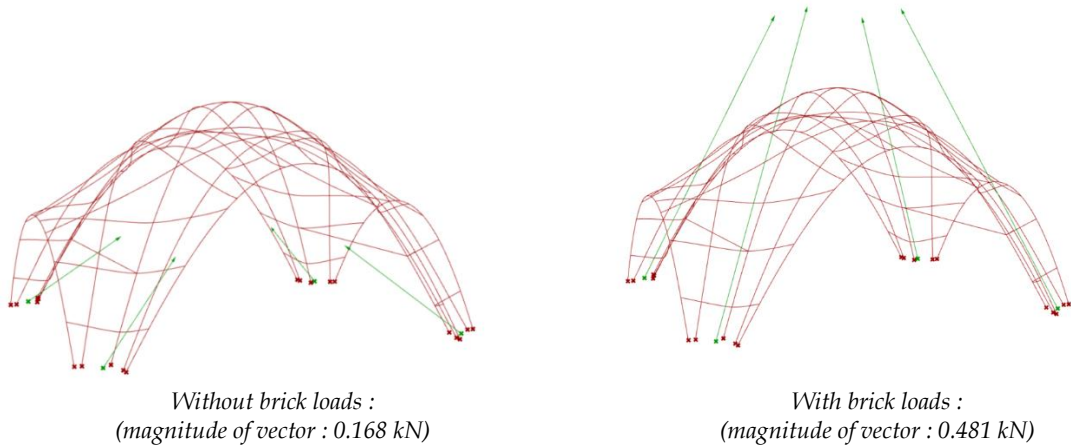 Without brick loads :
(magnitude of vector : 0.168 kN)
With brick loads :
(magnitude of vector : 0.481 kN)